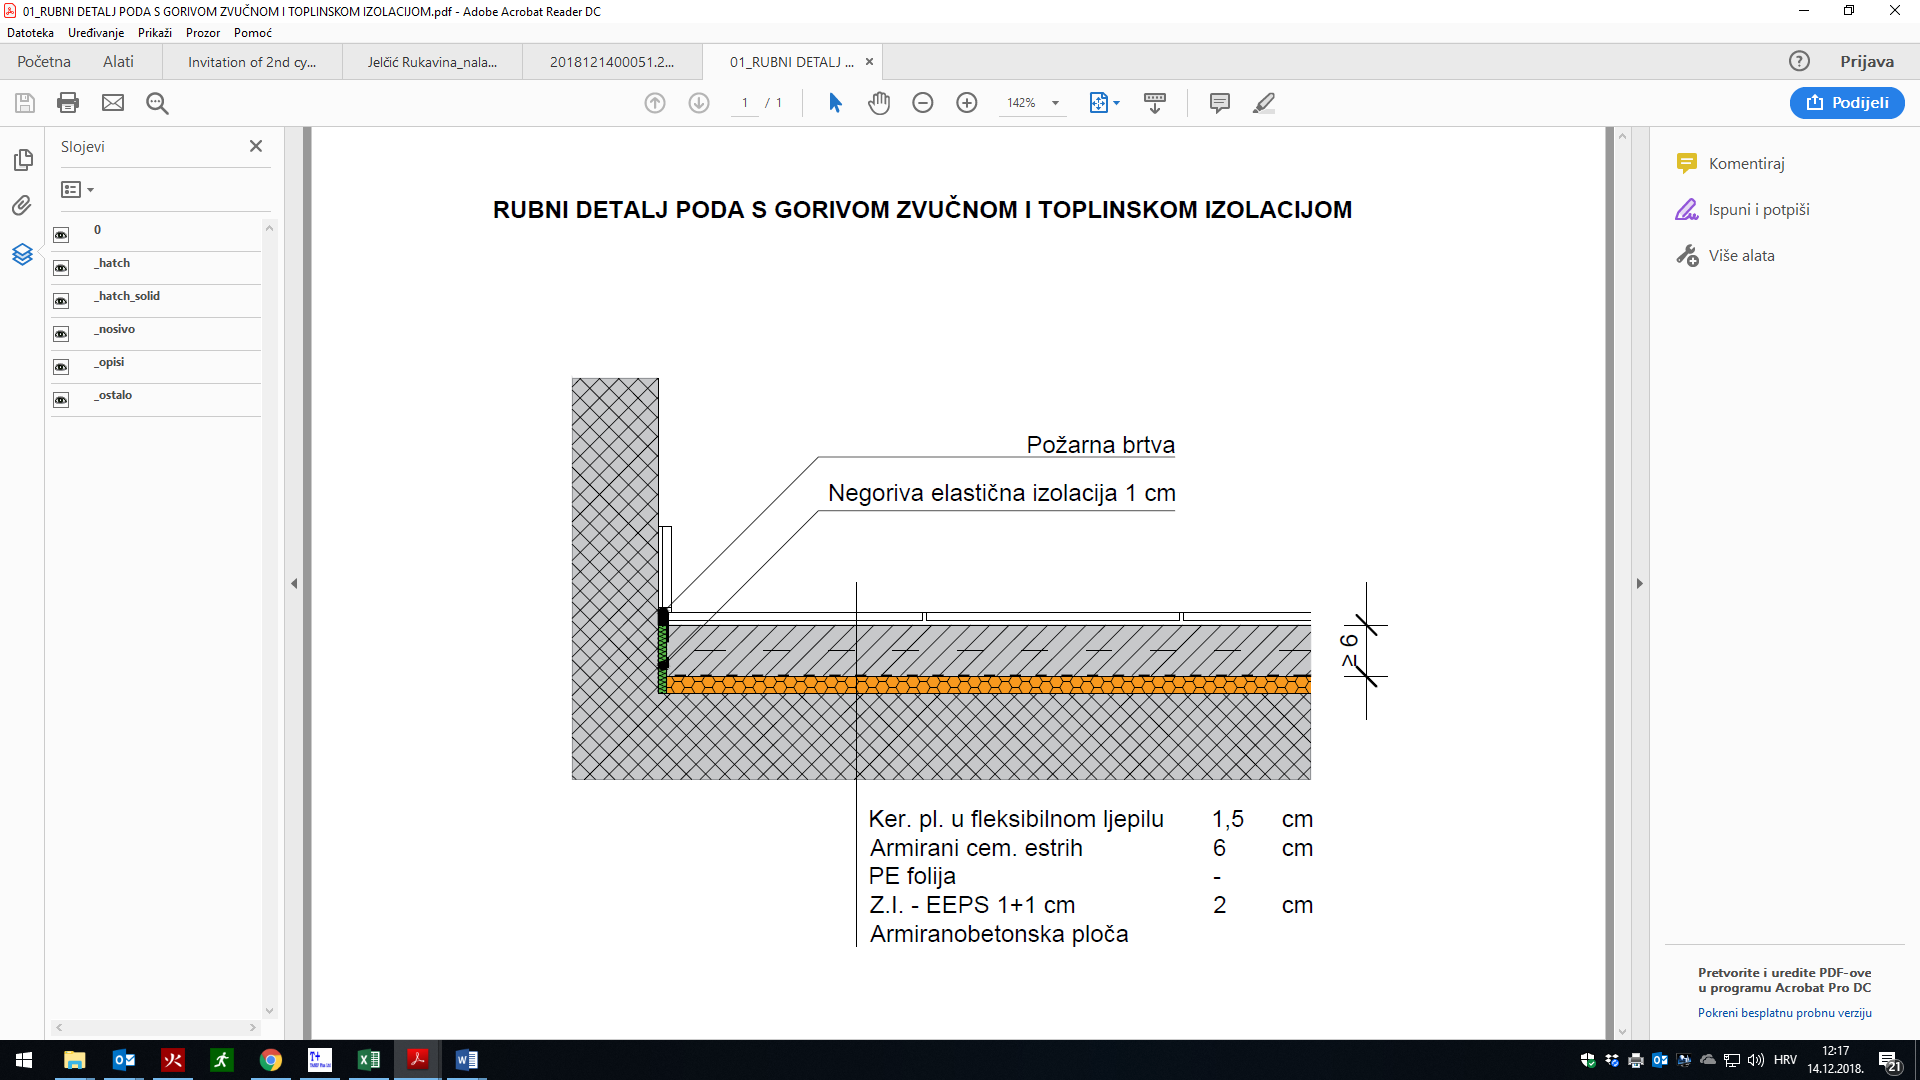 01_RUBNI DETALJ PODA S GORIVOM ZVUČNOM I TOPLINSKOM IZOLACIJOM.pdf - Adobe Acrobat Reader DC
Datoteka Uređivanje Prikaži Prozor Pomoć
Početna Alati Invitation of 2nd cy... Jelčić Rukavina_nala... 2018121400051.2... 01_RUBNI DETALJ ... Prijava
1 / 1 142% Podijeli
Slojevi
0
_hatch
_hatch_solid
_nosivo
_opisi
_ostalo
RUBNI DETALJ PODA S GORIVOM ZVUČNOM I TOPLINSKOM IZOLACIJOM
Požarna brtva
Negoriva elastična izolacija 1 cm
≥ 6
Ker. pl. u fleksibilnom ljepilu 1,5 cm
Armirani cem. estrih 6 cm
PE folija -
Z.I. - EEPS 1+1 cm 2 cm
Armiranobetonska ploča
Komentiraj
Ispuni i potpiši
Više alata
Pretvorite i uredite PDF-ove
u programu Acrobat Pro DC
Pokreni besplatnu probnu verziju
HRV
12:17
14.12.2018.
21